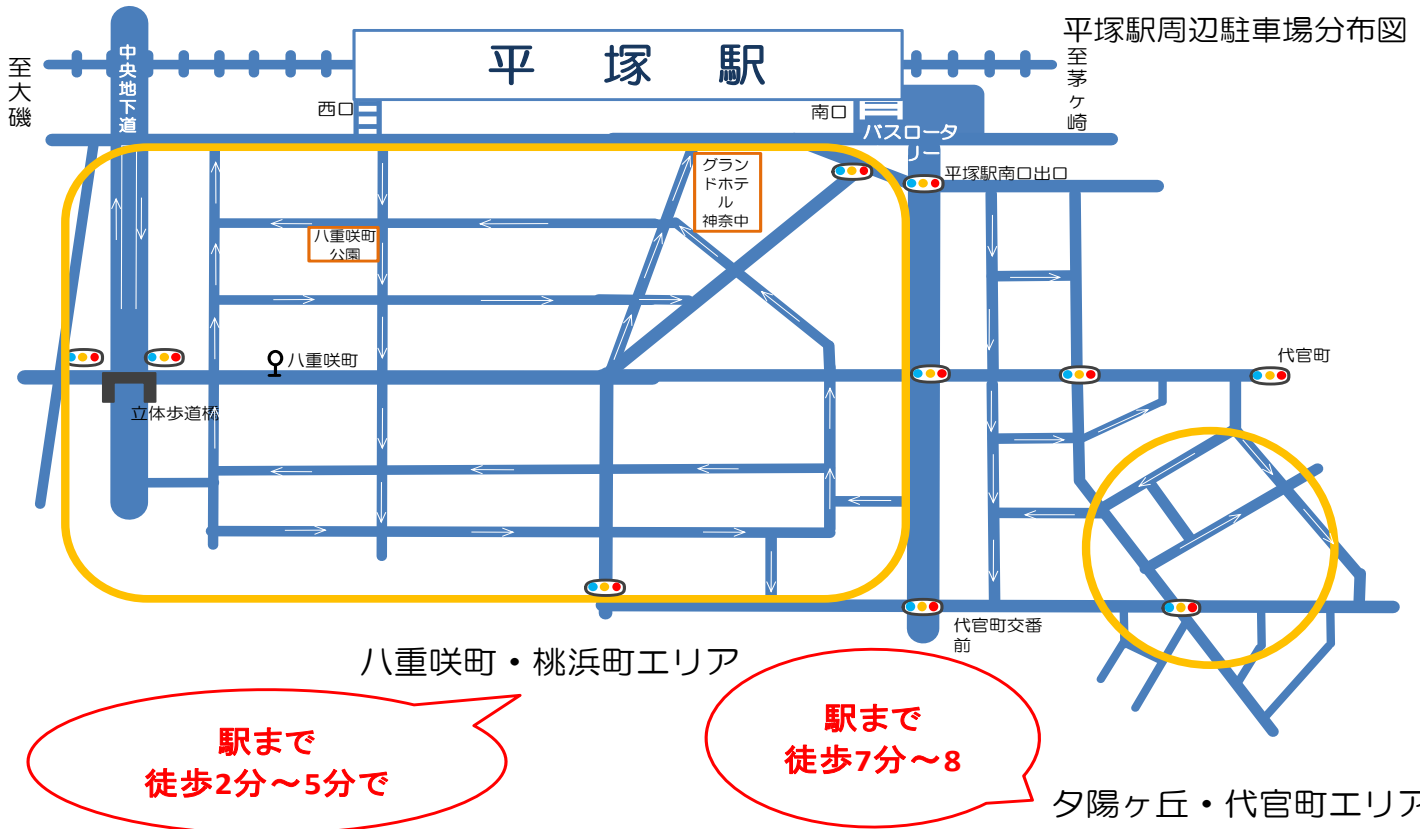 平塚駅周辺駐車場分布図
平塚駅
至大磯
中央地下道
至茅ヶ崎
西口
南口
バスロータ
リー
平塚駅南口出口
グラン
ドホテ
ル
神奈中
八重咲町
公園
八重咲町
代官町
立体歩道橋
代官町交番
前
八重咲町・桃浜町エリア
駅まで
徒歩2分～5分で
駅まで
徒歩7分～8
夕陽ヶ丘・代官町エリア